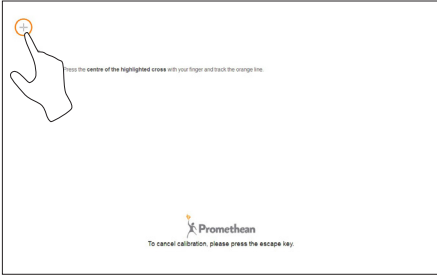 Press the centre of the highlighted cross with your finger and track the orange line.
Promethean
To cancel calibration, please press the escape key.